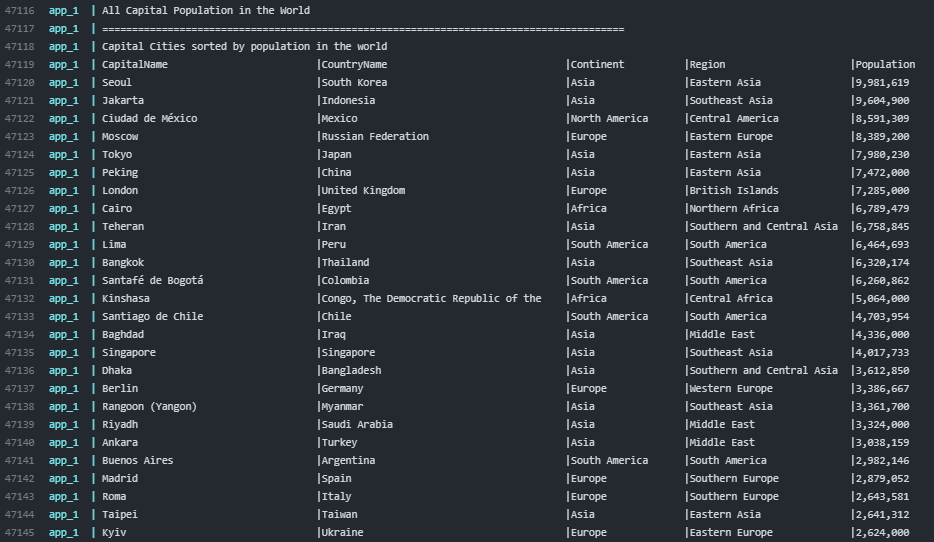 47116 app_1 | All Capital Population in the World
47117 app_1 | ========================================================================================
47118 app_1 | Capital Cities sorted by population in the world
47119 app_1 | CapitalName |CountryName |Continent |Region |Population
47120 app_1 | Seoul |South Korea |Asia |Eastern Asia |9,981,619
47121 app_1 | Jakarta |Indonesia |Asia |Southeast Asia |9,604,900
47122 app_1 | Ciudad de México |Mexico |North America |Central America |8,591,309
47123 app_1 | Moscow |Russian Federation |Europe |Eastern Europe |8,389,200
47124 app_1 | Tokyo |Japan |Asia |Eastern Asia |7,980,230
47125 app_1 | Peking |China |Asia |Eastern Asia |7,472,000
47126 app_1 | London |United Kingdom |Europe |British Islands |7,285,000
47127 app_1 | Cairo |Egypt |Africa |Northern Africa |6,789,479
47128 app_1 | Teheran |Iran |Asia |Southern and Central Asia |6,758,845
47129 app_1 | Lima |Peru |South America |South America |6,464,693
47130 app_1 | Bangkok |Thailand |Asia |Southeast Asia |6,320,174
47131 app_1 | Santafé de Bogotá |Colombia |South America |South America |6,260,862
47132 app_1 | Kinshasa |Congo, The Democratic Republic of the |Africa |Central Africa |5,064,000
47133 app_1 | Santiago de Chile |Chile |South America |South America |4,703,954
47134 app_1 | Baghdad |Iraq |Asia |Middle East |4,336,000
47135 app_1 | Singapore |Singapore |Asia |Southeast Asia |4,017,733
47136 app_1 | Dhaka |Bangladesh |Asia |Southern and Central Asia |3,612,850
47137 app_1 | Berlin |Germany |Europe |Western Europe |3,386,667
47138 app_1 | Rangoon (Yangon) |Myanmar |Asia |Southeast Asia |3,361,700
47139 app_1 | Riyadh |Saudi Arabia |Asia |Middle East |3,324,000
47140 app_1 | Ankara |Turkey |Asia |Middle East |3,038,159
47141 app_1 | Buenos Aires |Argentina |South America |South America |2,982,146
47142 app_1 | Madrid |Spain |Europe |Southern Europe |2,879,052
47143 app_1 | Roma |Italy |Europe |Southern Europe |2,643,581
47144 app_1 | Taipei |Taiwan |Asia |Eastern Asia |2,641,312
47145 app_1 | Kyiv |Ukraine |Europe |Eastern Europe |2,624,000